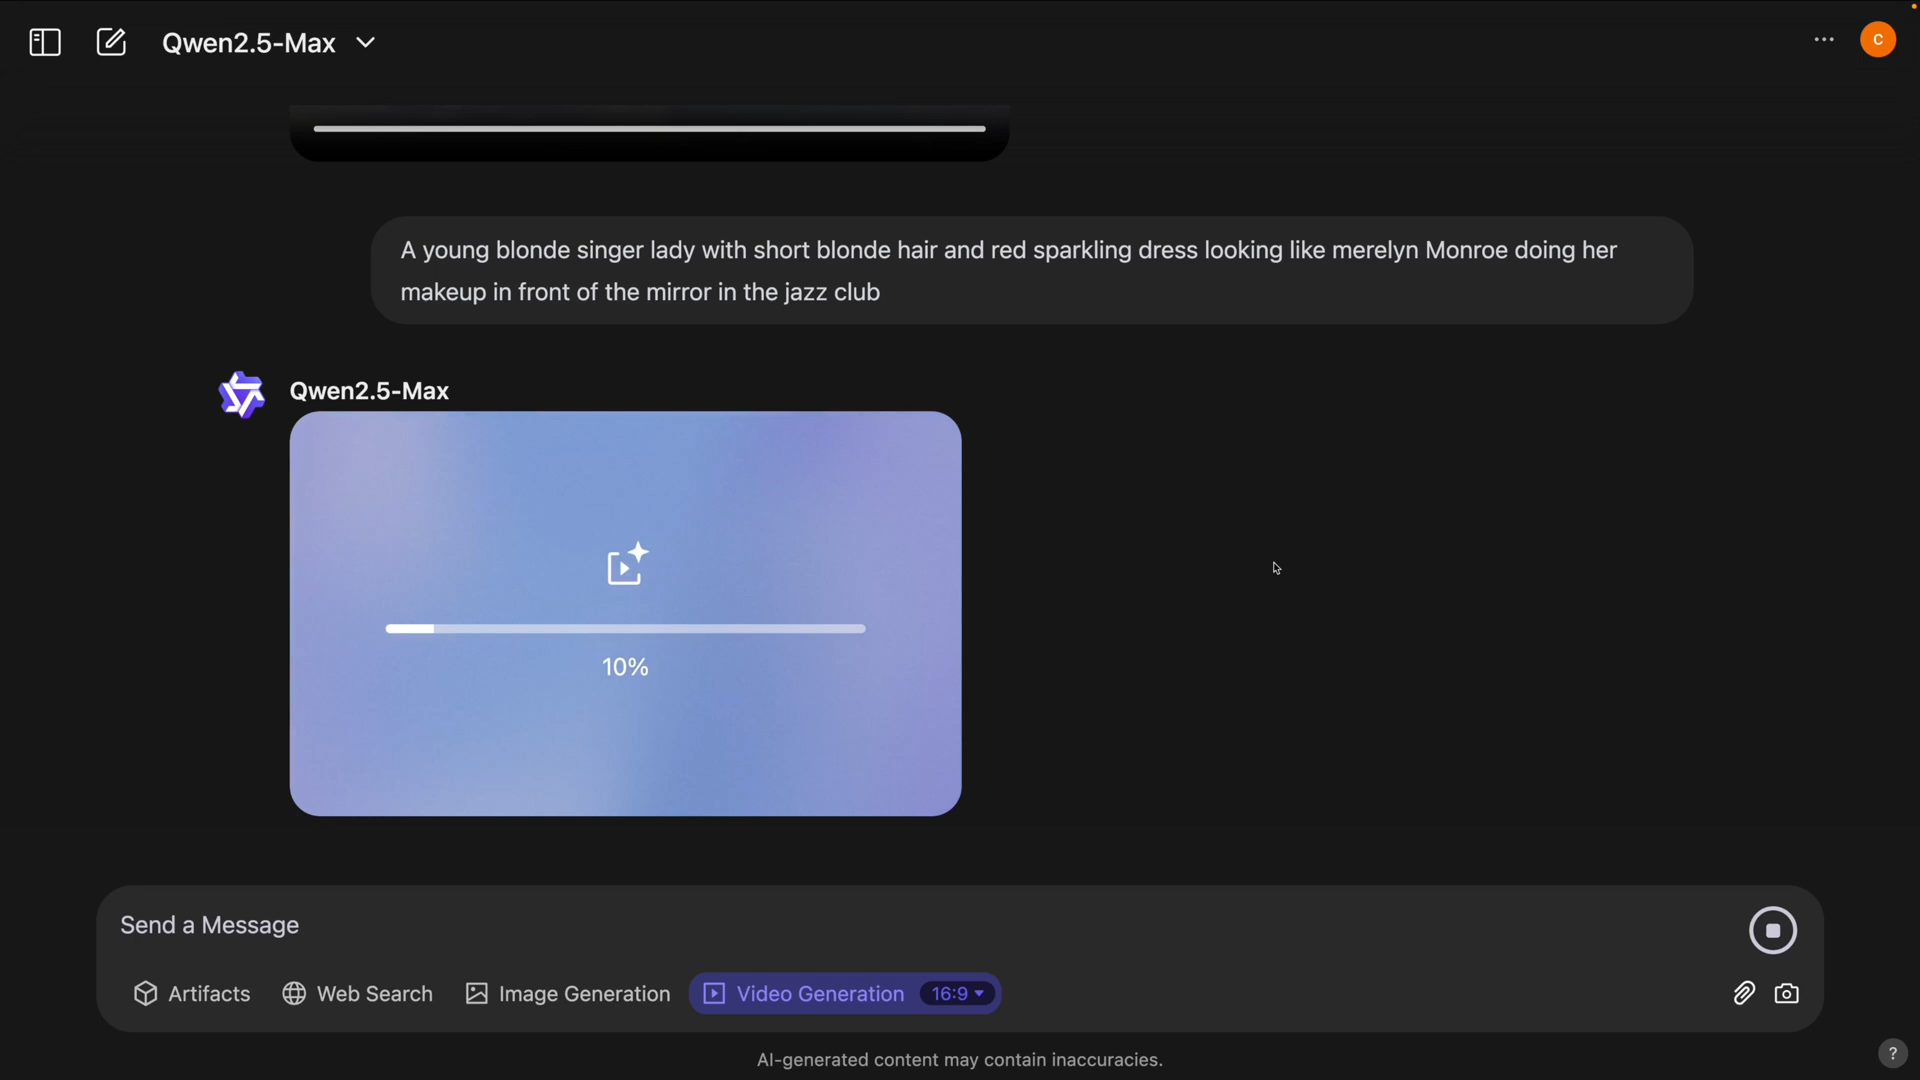 Qwen2.5-Max
C
A young blonde singer lady with short blonde hair and red sparkling dress looking like merelyn Monroe doing her
makeup in front of the mirror in the jazz club
Qwen2.5-Max
10%
Send a Message
Artifacts Web Search Image Generation Video Generation 16:9
AI-generated content may contain inaccuracies.
?